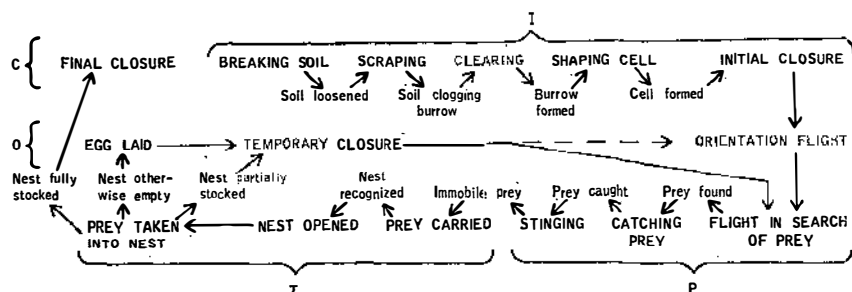 I
C
FINAL CLOSURE BREAKING SOIL SCRAPING CLEARING SHAPING CELL INITIAL CLOSURE
Soil loosened Soil clogging burrow Burrow formed Cell formed
O
EGG LAID TEMPORARY CLOSURE ORIENTATION FLIGHT
Nest fully stocked Nest other-wise empty Nest partially stocked Nest recognized Immobile prey Prey caught Prey found
PREY TAKEN INTO NEST NEST OPENED PREY CARRIED STINGING CATCHING PREY FLIGHT IN SEARCH OF PREY
T P